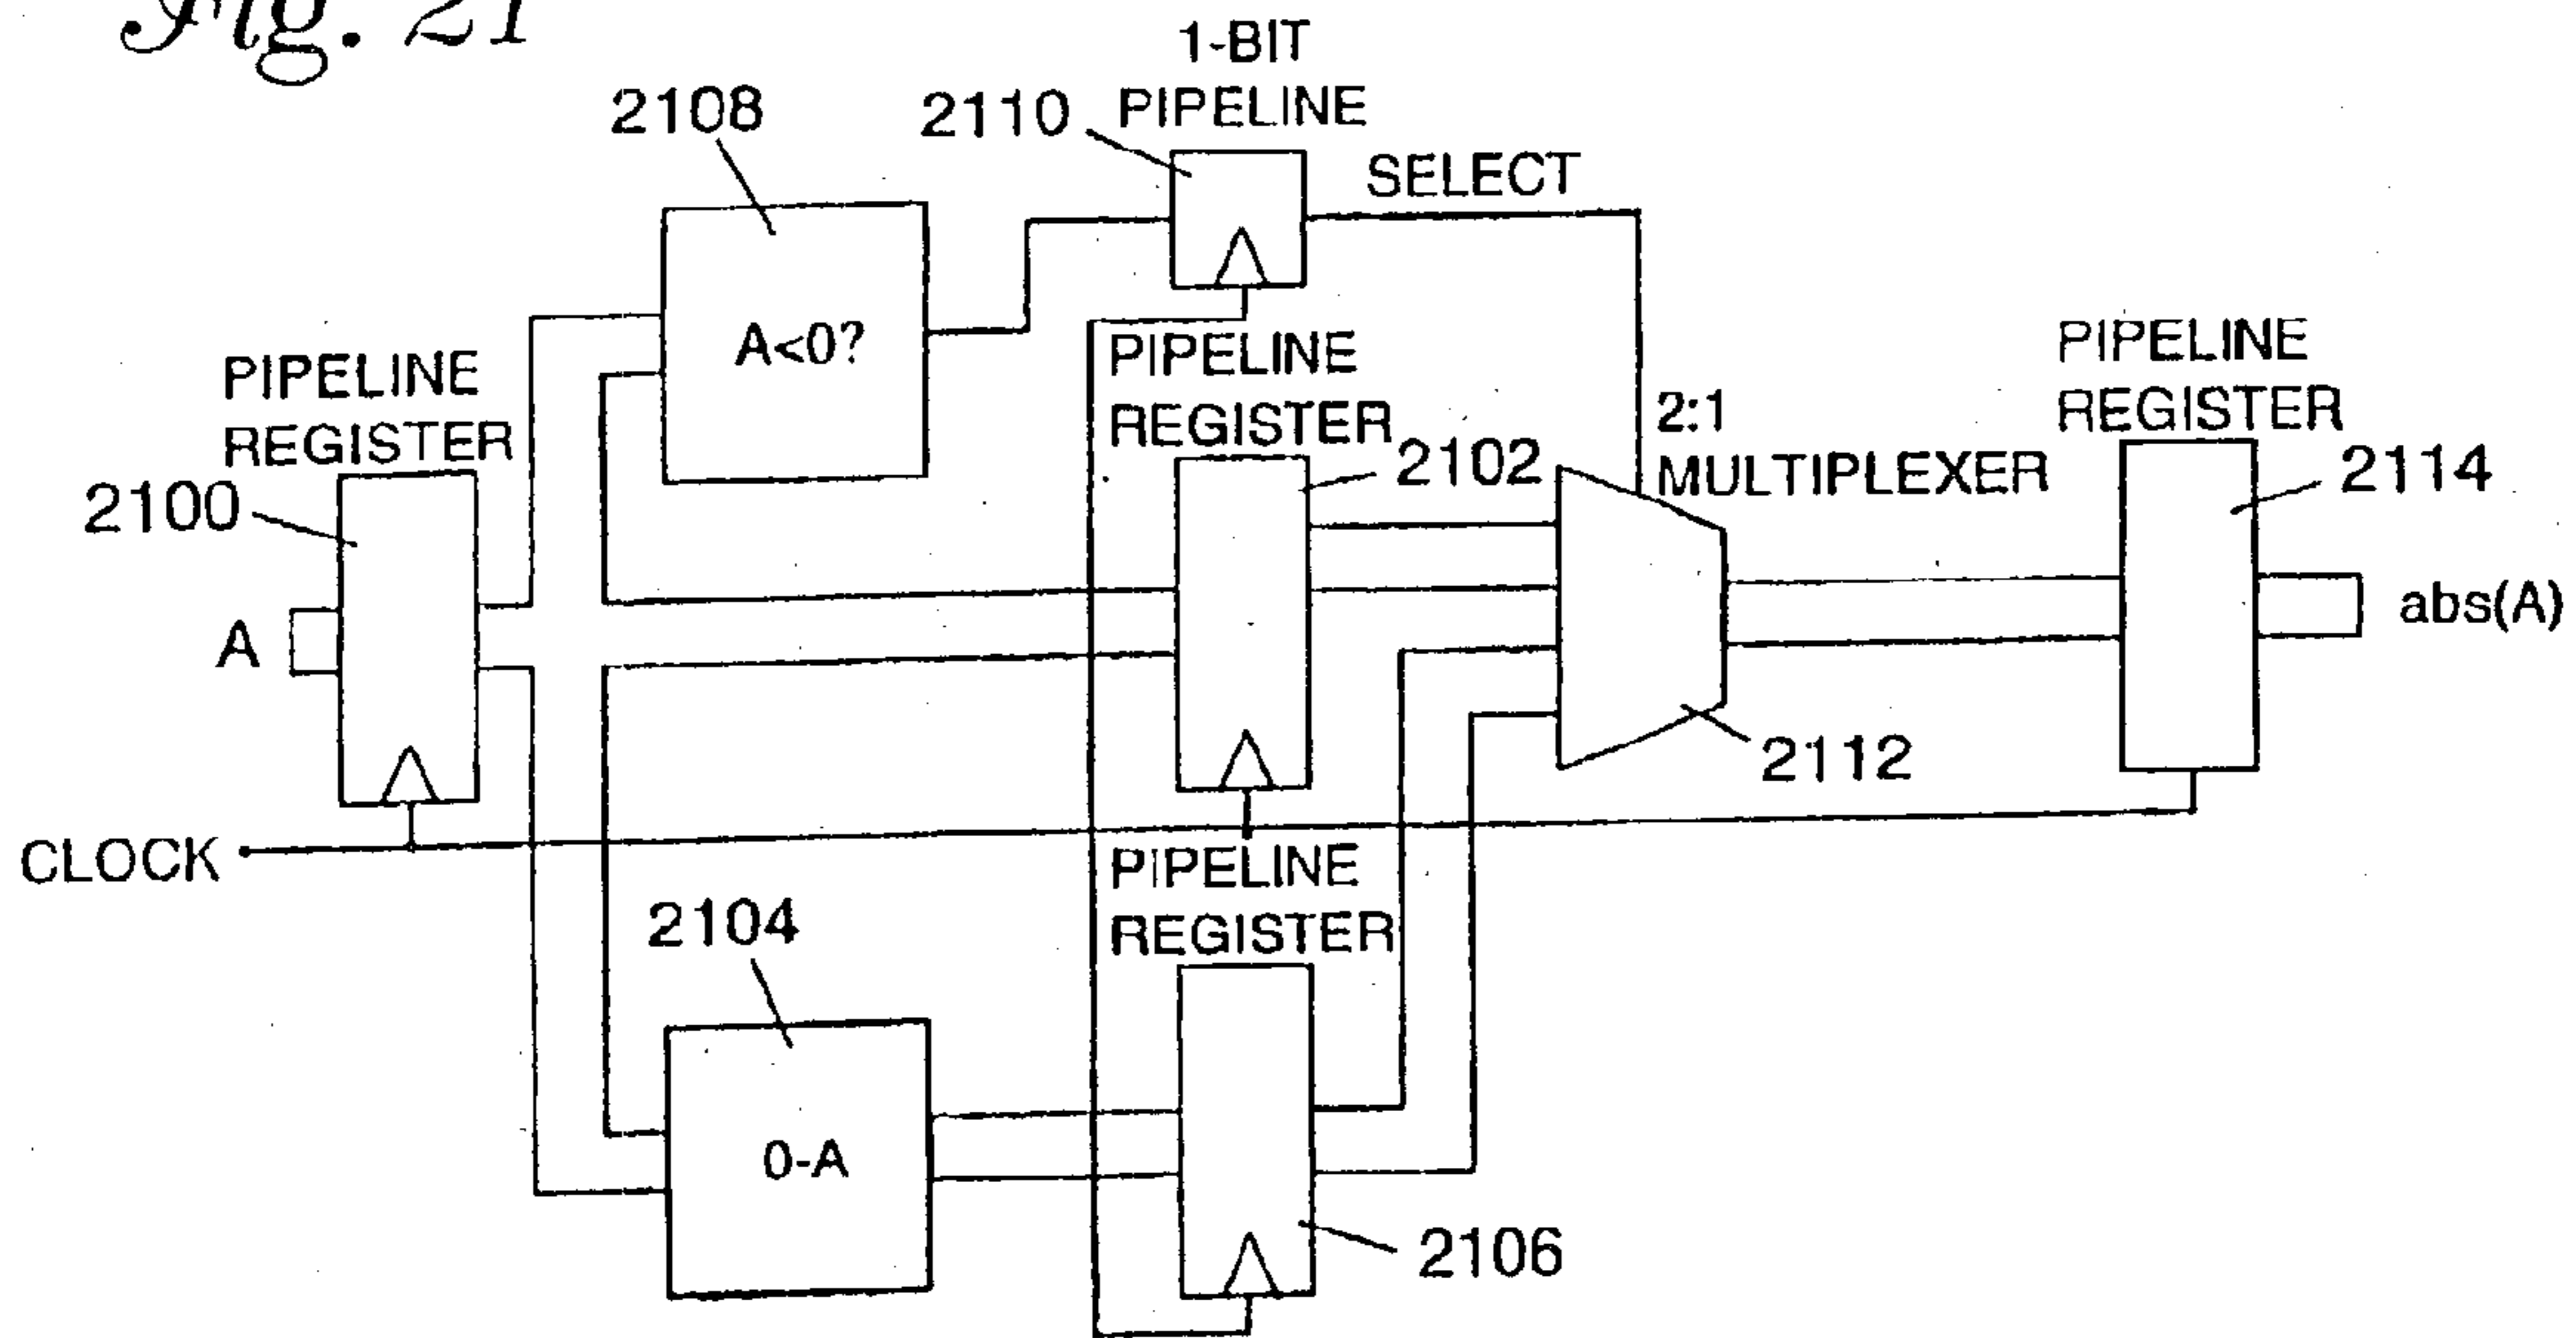 Fig. 21
1-BIT
PIPELINE
2108
2110
SELECT
A<0?
PIPELINE
REGISTER
2100
A
PIPELINE
REGISTER
2102
2:1
MULTIPLEXER
PIPELINE
REGISTER
2114
abs(A)
2112
CLOCK
2104
0-A
PIPELINE
REGISTER
2106